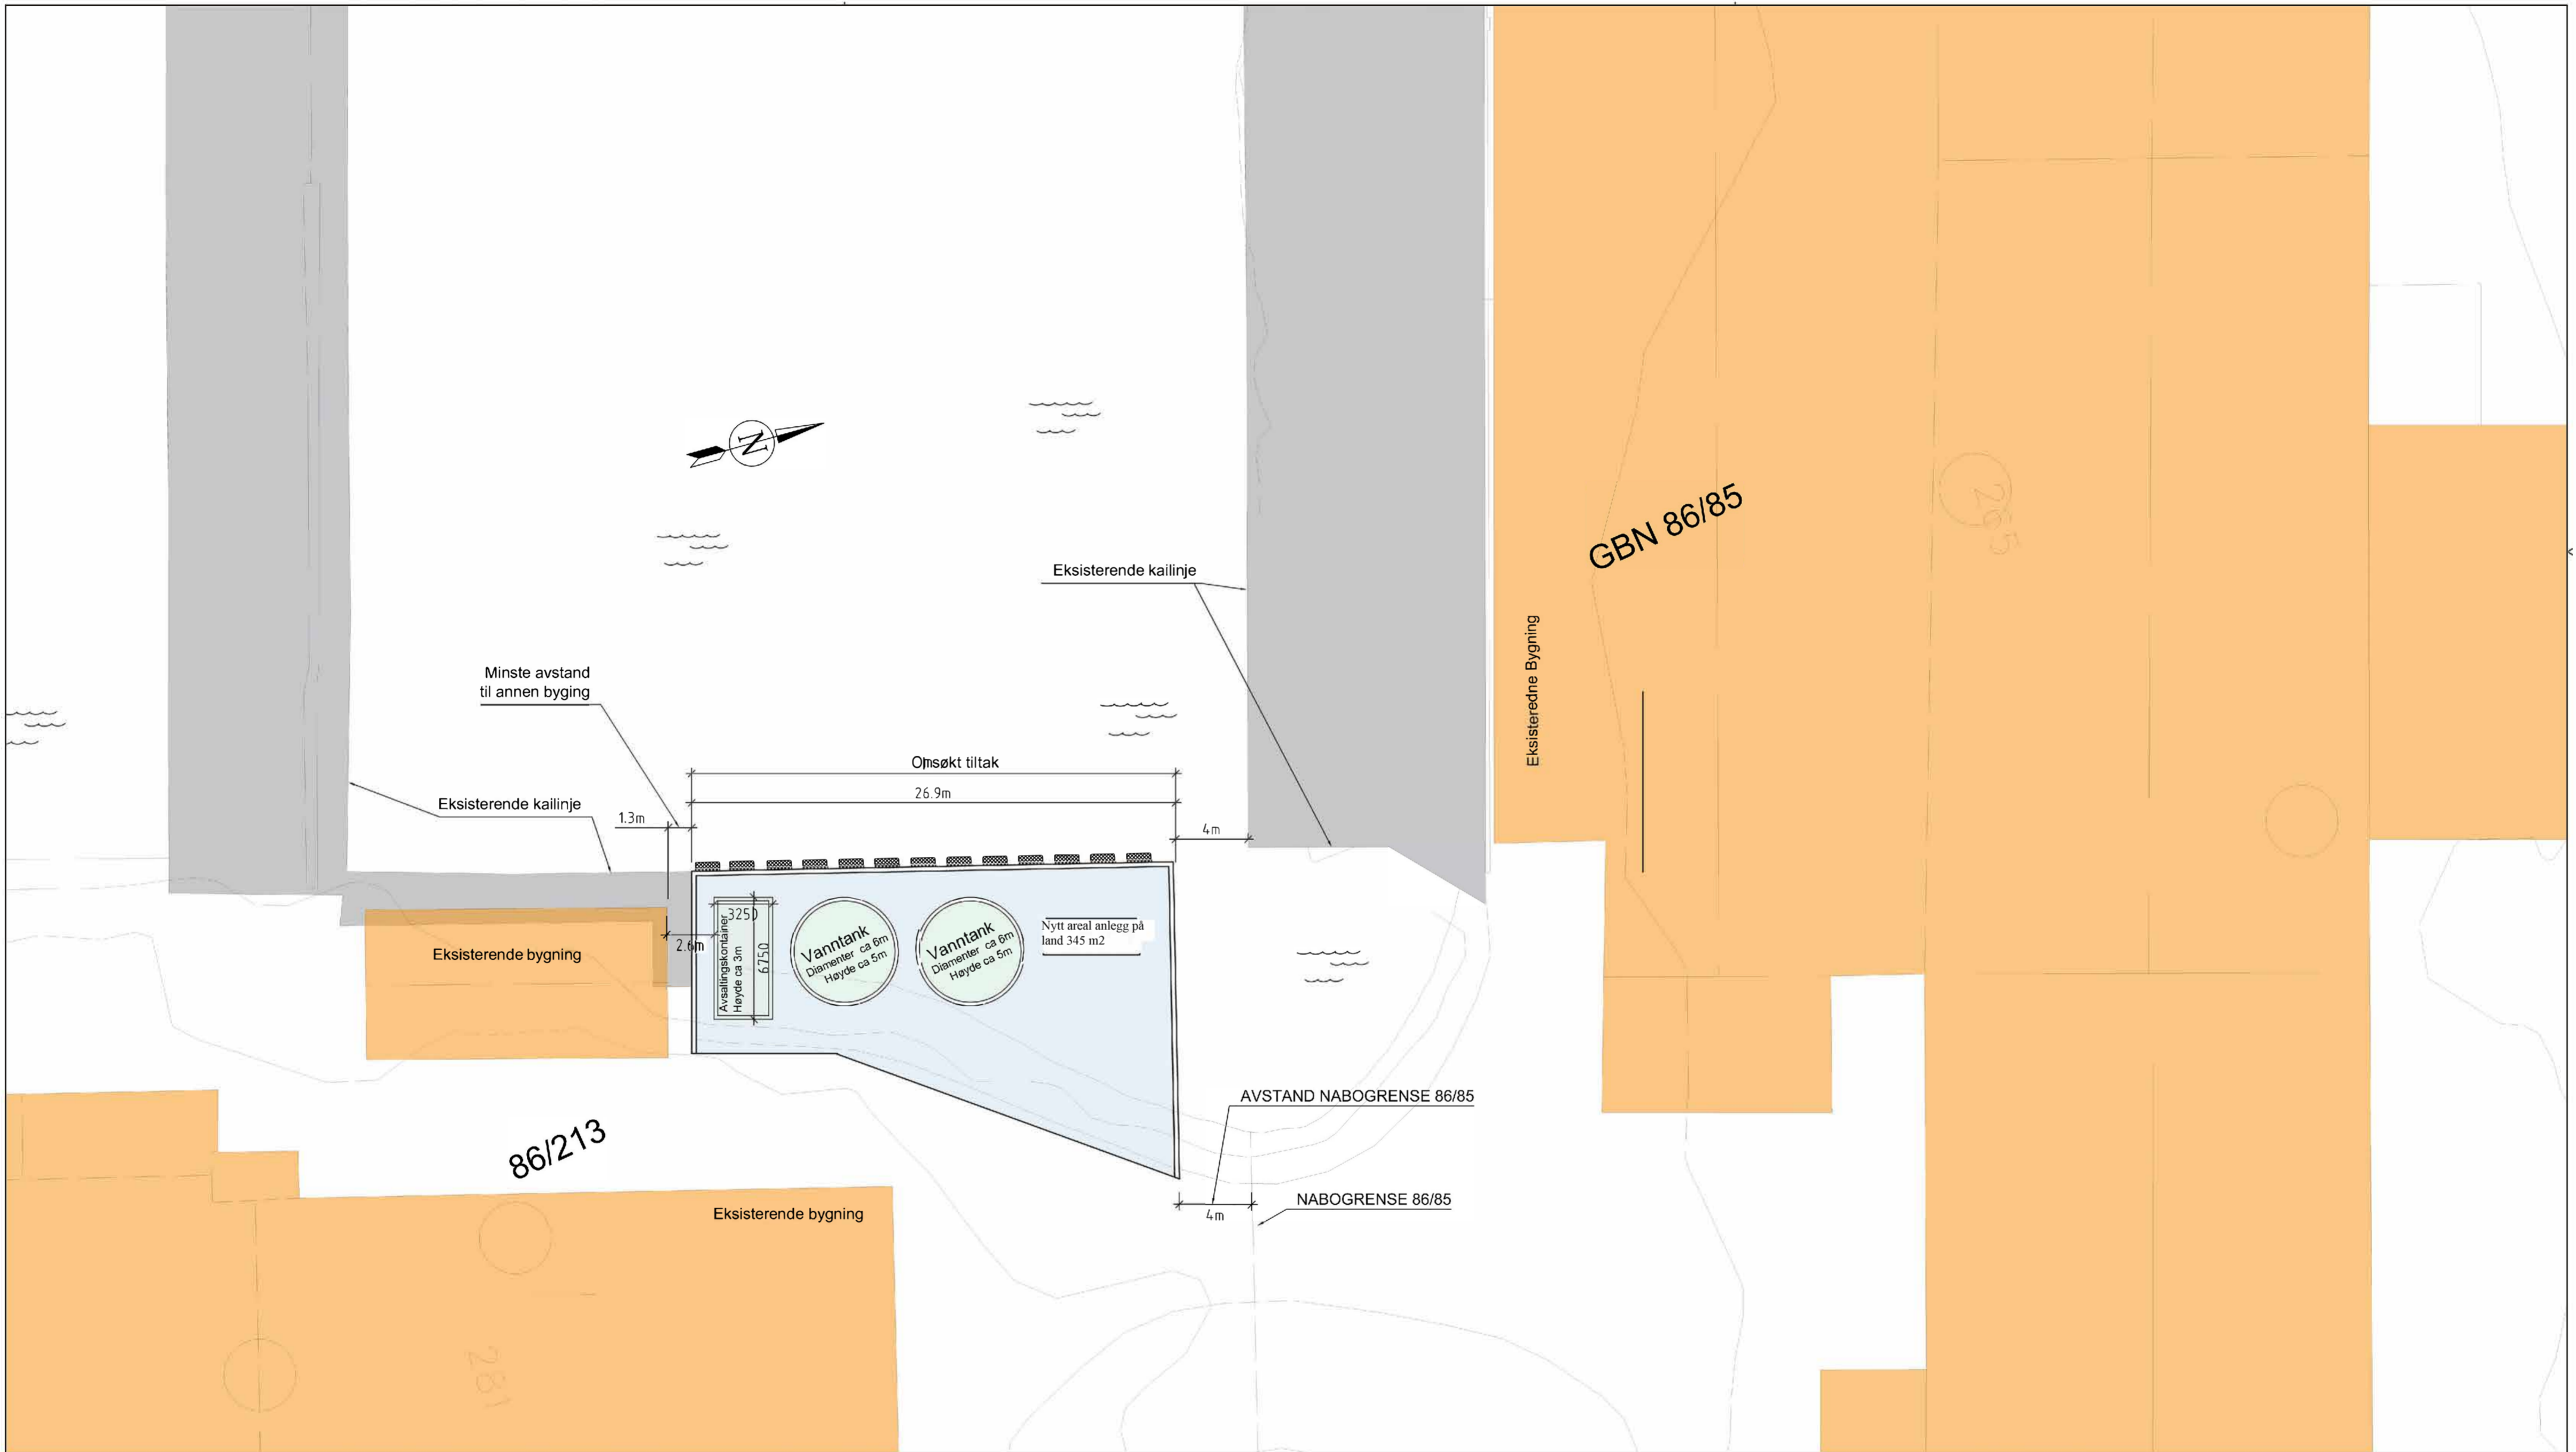 N
GBN 86/85
265
Eksisteredne Bygning
Eksisterende kailinje
Minste avstand
til annen byging
Omsøkt tiltak
26.9m
Eksisterende kailinje
1.3m
4m
Eksisterende bygning
2.6m
3250
6750
Avsaltingskontainer
Høyde ca 3m
Vanntank
Diamenter ca 6m
Høyde ca 5m
Vanntank
Diamenter ca 6m
Høyde ca 5m
Nytt areal anlegg på
land 345 m2
AVSTAND NABOGRENSE 86/85
86/213
NABOGRENSE 86/85
4m
Eksisterende bygning
281